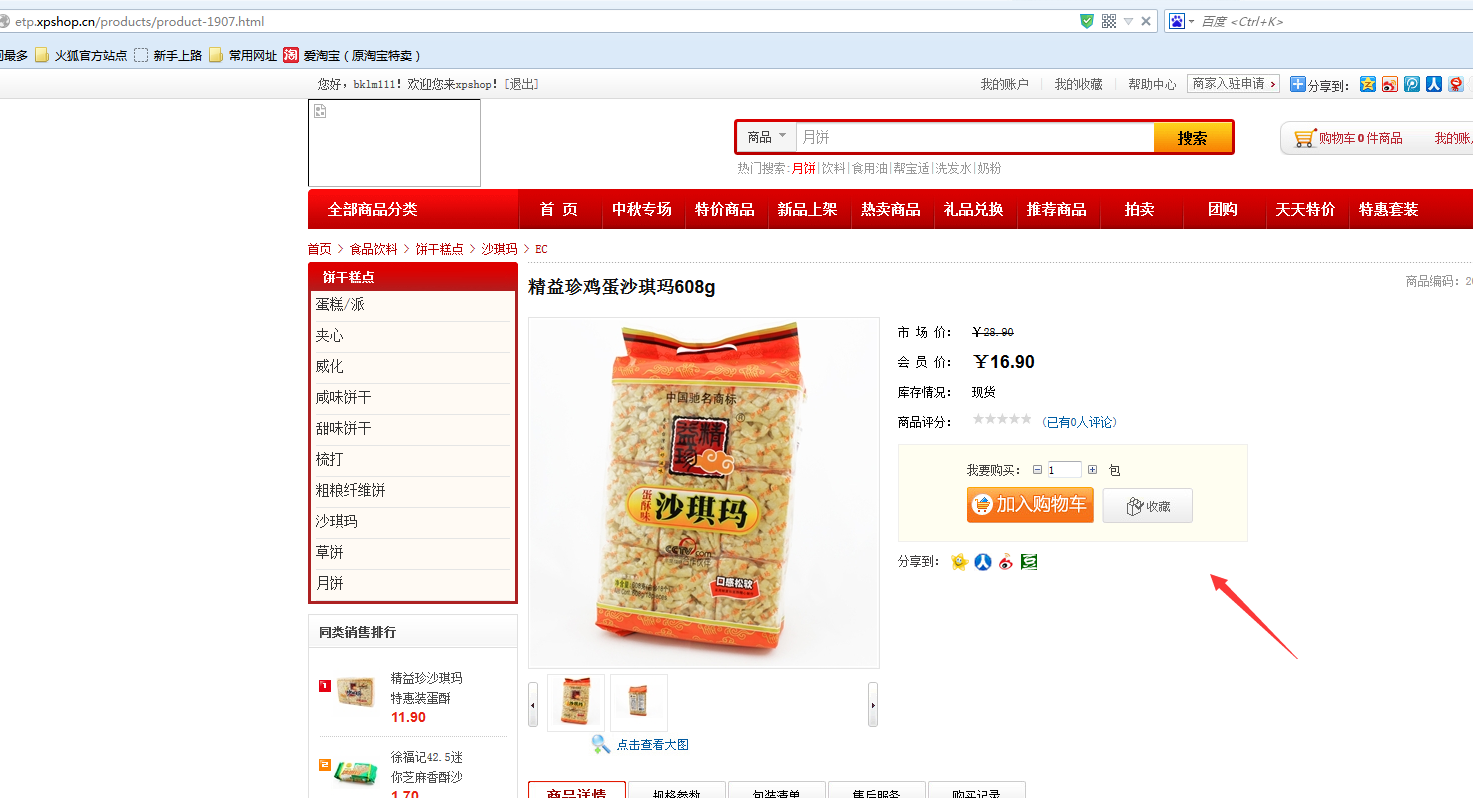 etp.xpshop.cn/products/product-1907.html
百度 <Ctrl+K>
问最多 火狐官方站点 新手上路 常用网址 淘 爱淘宝（原淘宝特卖）
您好，bklm111！欢迎您来xpshop！[退出]
我的账户 我的收藏 帮助中心 商家入驻申请 > 分享到：
商品 月饼 搜索
购物车0件商品 我的账
热门搜索:月饼|饮料|食用油|帮宝适|洗发水|奶粉
全部商品分类 首 页 中秋专场 特价商品 新品上架 热卖商品 礼品兑换 推荐商品 拍卖 团购 天天特价 特惠套装
首页 > 食品饮料 > 饼干糕点 > 沙琪玛 > EC
饼干糕点
蛋糕/派
夹心
威化
咸味饼干
甜味饼干
梳打
粗粮纤维饼
沙琪玛
草饼
月饼
同类销售排行
1 精益珍沙琪玛
特惠装蛋酥
11.90
2 徐福记42.5迷
你芝麻香酥沙
1.70
精益珍鸡蛋沙琪玛608g
商品编码：
中国驰名商标
精益珍
®
蛋酥味
沙琪玛
CCTV.com
口感松软
点击查看大图
市 场 价： ￥28.90
会 员 价： ￥16.90
库存情况： 现货
商品评分： (已有0人评论)
我要购买： 1 包
加入购物车 收藏
分享到：
商品详情 规格参数 包装清单 售后服务 购买记录